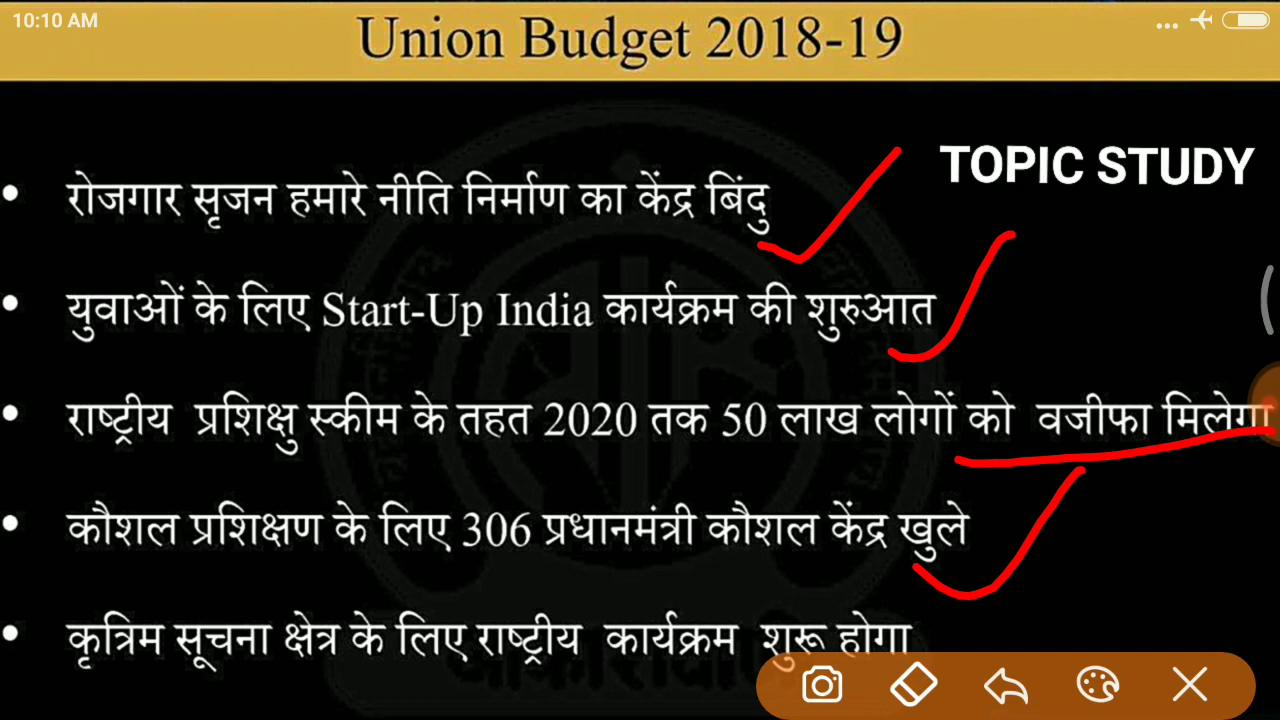 10:10 AM
Union Budget 2018-19
TOPIC STUDY
• रोजगार सृजन हमारे नीति निर्माण का केंद्र बिंदु
• युवाओं के लिए Start-Up India कार्यक्रम की शुरुआत
• राष्ट्रीय प्रशिक्षु स्कीम के तहत 2020 तक 50 लाख लोगों को वजीफा मिलेगा
• कौशल प्रशिक्षण के लिए 306 प्रधानमंत्री कौशल केंद्र खुले
• कृत्रिम सूचना क्षेत्र के लिए राष्ट्रीय कार्यक्रम शुरू होगा